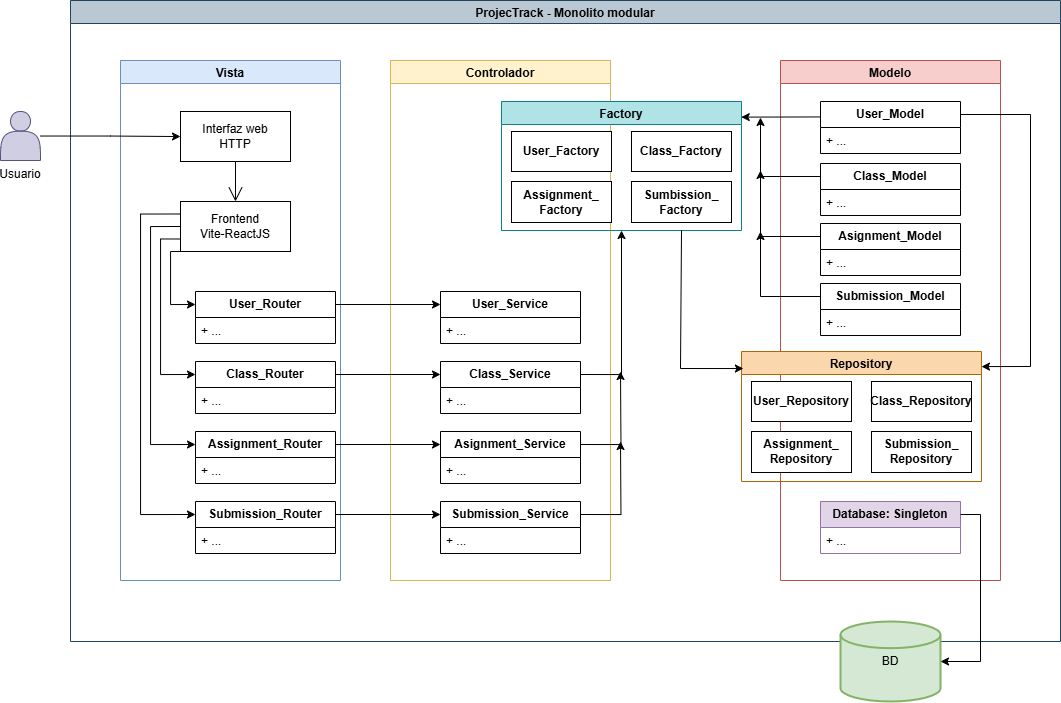 ProjecTrack - Monolito modular
Vista
Controlador
Modelo
Usuario
Interfaz web
HTTP
Frontend
Vite-ReactJS
User_Router
+ ...
Class_Router
+ ...
Assignment_Router
+ ...
Submission_Router
+ ...
User_Service
+ ...
Class_Service
+ ...
Asignment_Service
+ ...
Submission_Service
+ ...
Factory
User_Factory
Class_Factory
Assignment_
Factory
Sumbission_
Factory
User_Model
+ ...
Class_Model
+ ...
Asignment_Model
+ ...
Submission_Model
+ ...
Repository
User_Repository
Class_Repository
Assignment_
Repository
Submission_
Repository
Database: Singleton
+ ...
BD